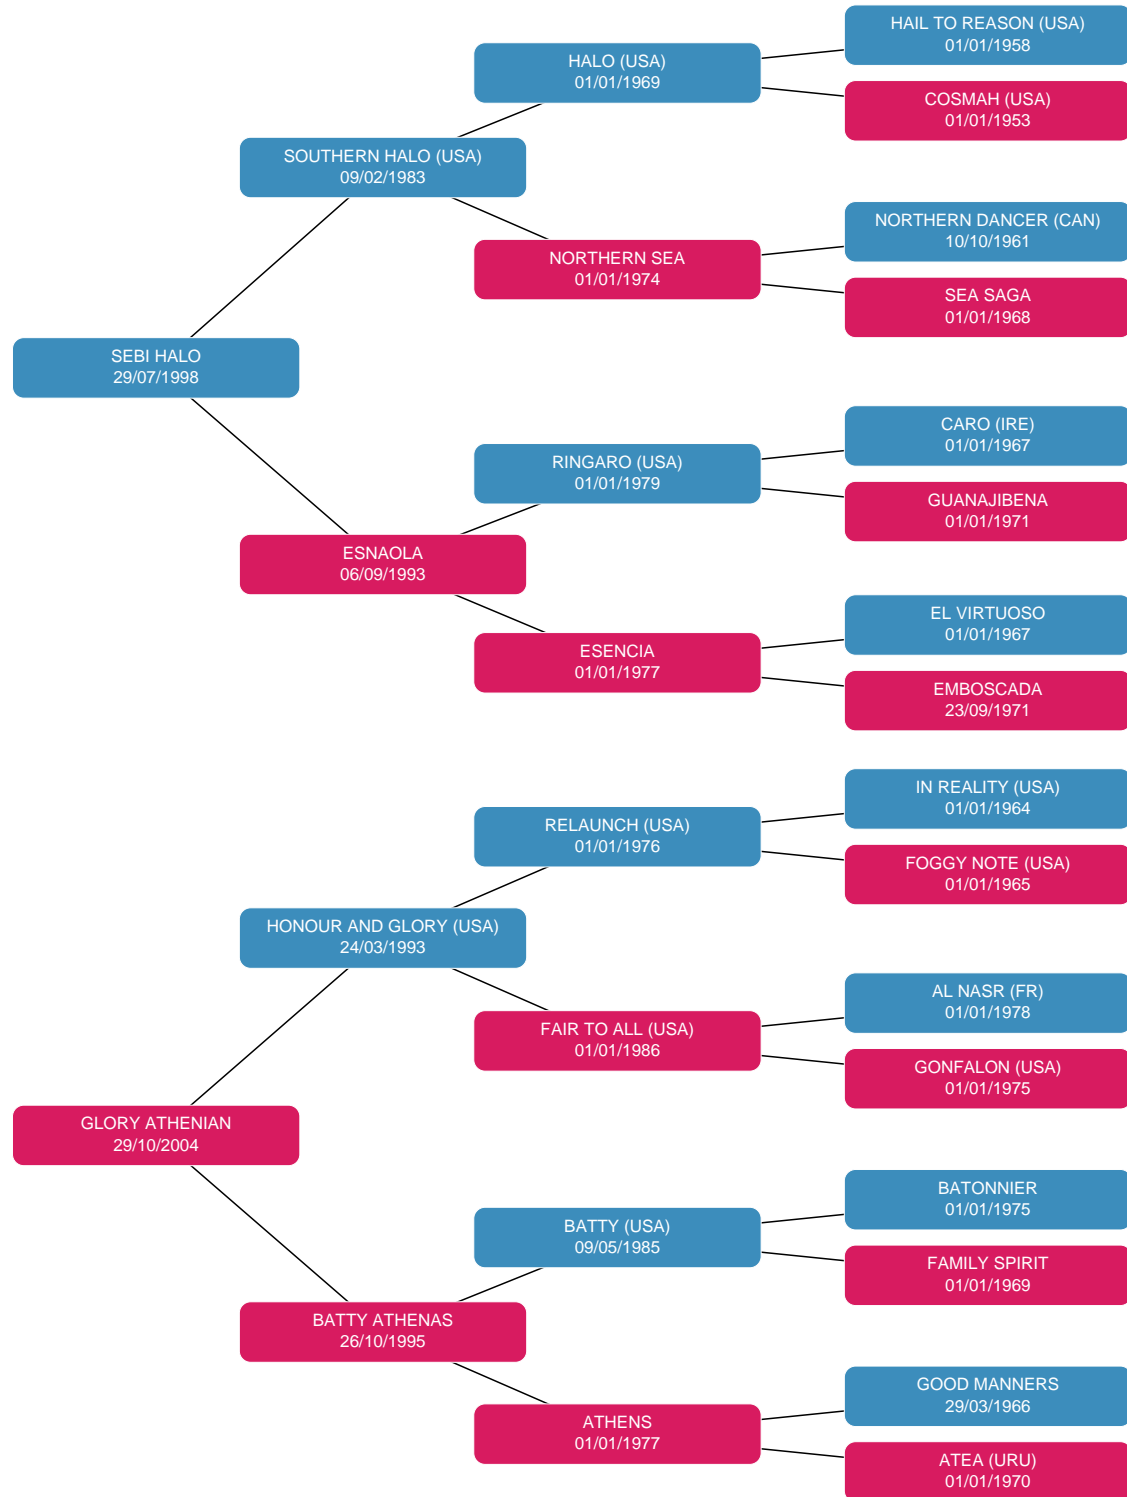 HAIL TO REASON (USA)
01/01/1958
HALO (USA)
01/01/1969
COSMAH (USA)
01/01/1953
SOUTHERN HALO (USA)
09/02/1983
NORTHERN DANCER (CAN)
10/10/1961
NORTHERN SEA
01/01/1974
SEA SAGA
01/01/1968
SEBI HALO
29/07/1998
CARO (IRE)
01/01/1967
RINGARO (USA)
01/01/1979
GUANAJIBENA
01/01/1971
ESNAOLA
06/09/1993
EL VIRTUOSO
01/01/1967
ESENCIA
01/01/1977
EMBOSCADA
23/09/1971
IN REALITY (USA)
01/01/1964
RELAUNCH (USA)
01/01/1976
FOGGY NOTE (USA)
01/01/1965
HONOUR AND GLORY (USA)
24/03/1993
AL NASR (FR)
01/01/1978
FAIR TO ALL (USA)
01/01/1986
GONFALON (USA)
01/01/1975
GLORY ATHENIAN
29/10/2004
BATONNIER
01/01/1975
BATTY (USA)
09/05/1985
FAMILY SPIRIT
01/01/1969
BATTY ATHENAS
26/10/1995
GOOD MANNERS
29/03/1966
ATHENS
01/01/1977
ATEA (URU)
01/01/1970